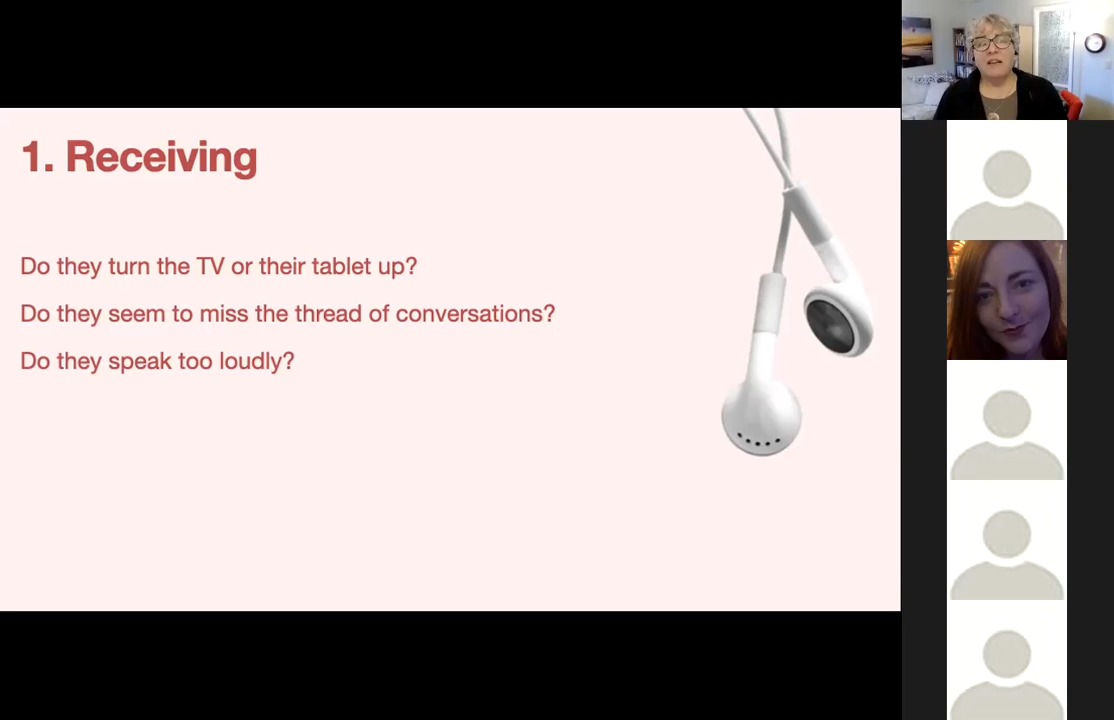 1. Receiving
Do they turn the TV or their tablet up?
Do they seem to miss the thread of conversations?
Do they speak too loudly?